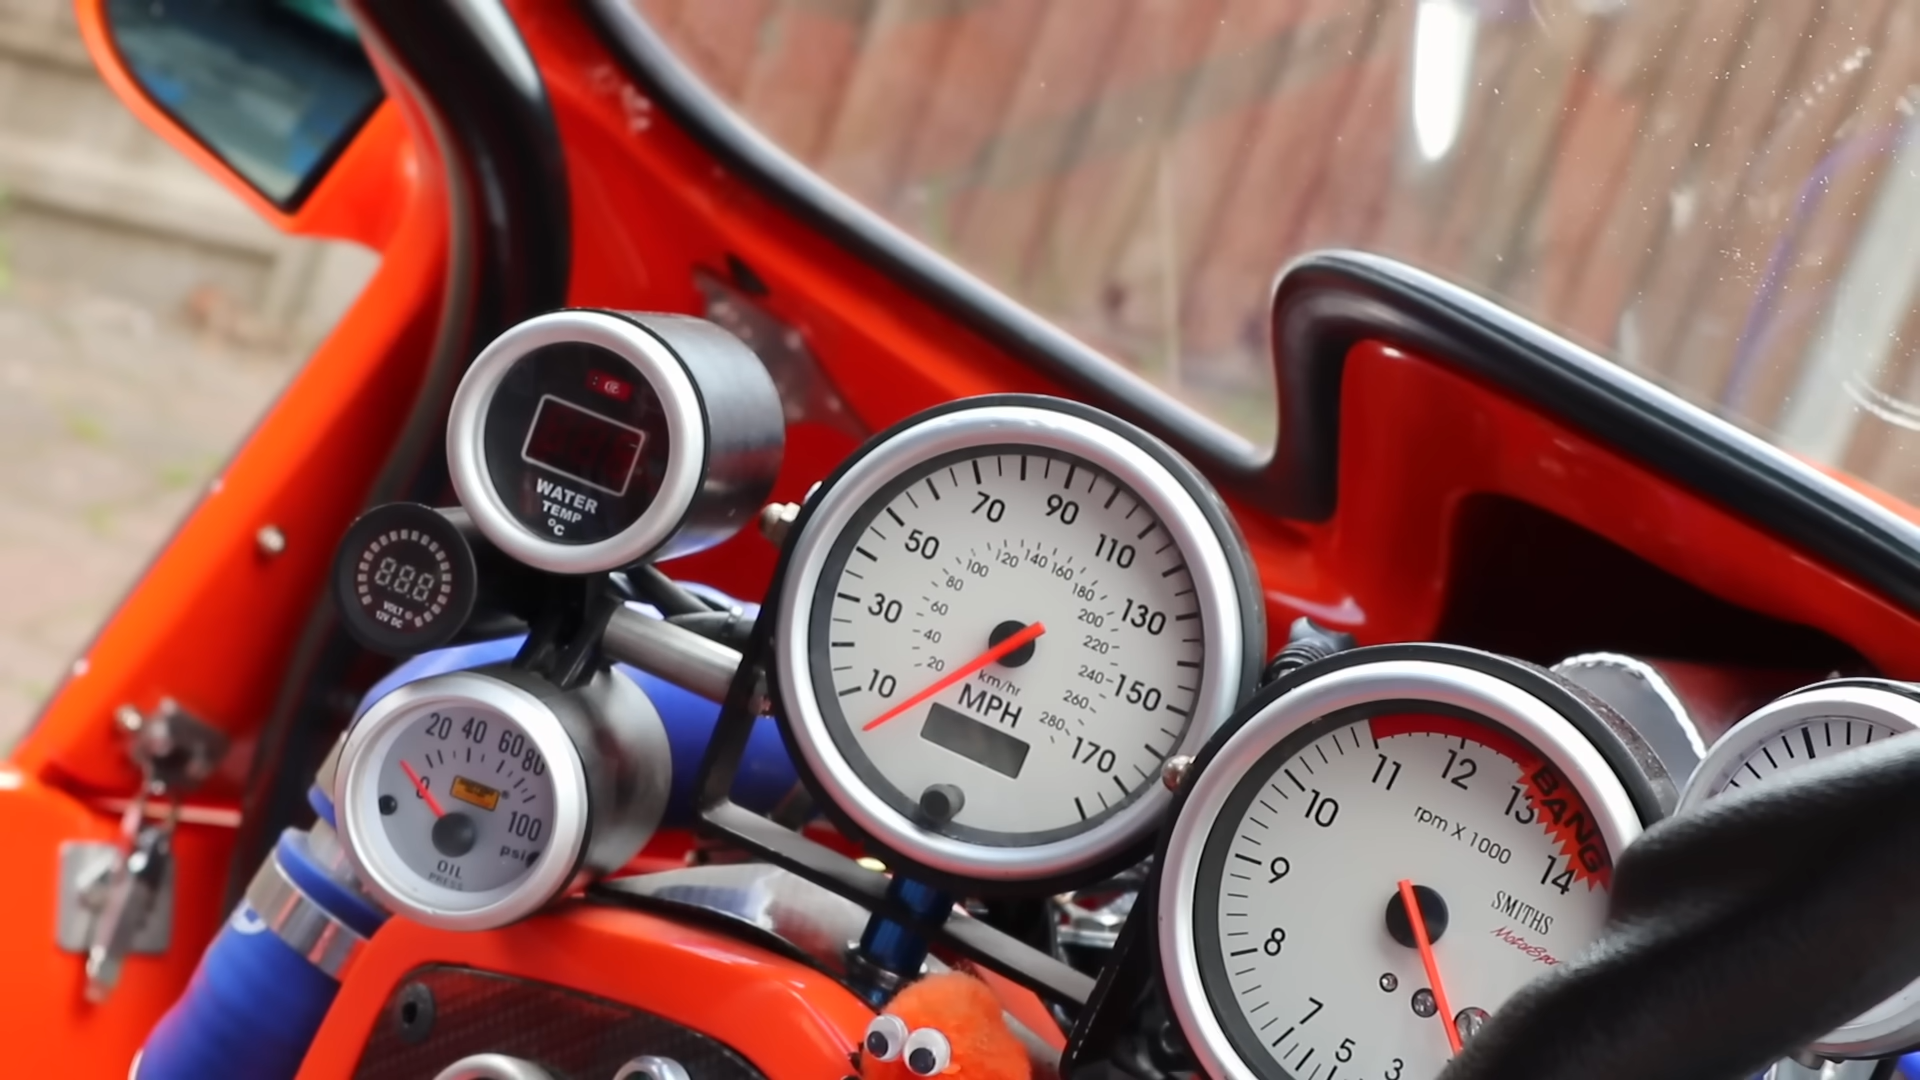 WATER
TEMP
°C
888
VOLT
12V DC
20 40 60 80
0
100
psi
OIL
PRESS
70 90
50 110
30 130
10 150
170
120 140 160
100 180
80 200
60 220
40 240
20 260
280
km/hr
MPH
11 12 13
10 14
9
8
7
5
3
BANG
rpm X 1000
SMITHS